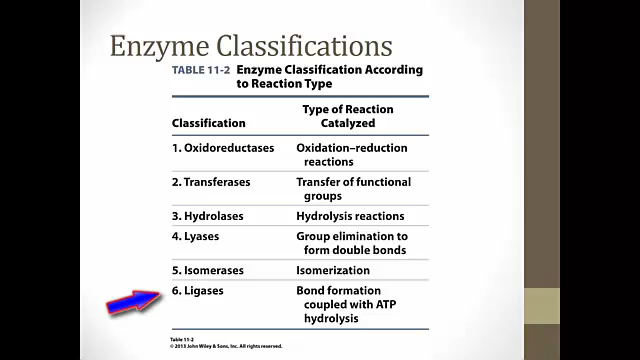 Enzyme Classifications
TABLE 11-2 Enzyme Classification According
to Reaction Type
Classification
Type of Reaction
Catalyzed
1. Oxidoreductases Oxidation–reduction
reactions
2. Transferases Transfer of functional
groups
3. Hydrolases Hydrolysis reactions
4. Lyases Group elimination to
form double bonds
5. Isomerases Isomerization
6. Ligases Bond formation
coupled with ATP
hydrolysis
Table 11-2
© 2013 John Wiley & Sons, Inc. All rights reserved.